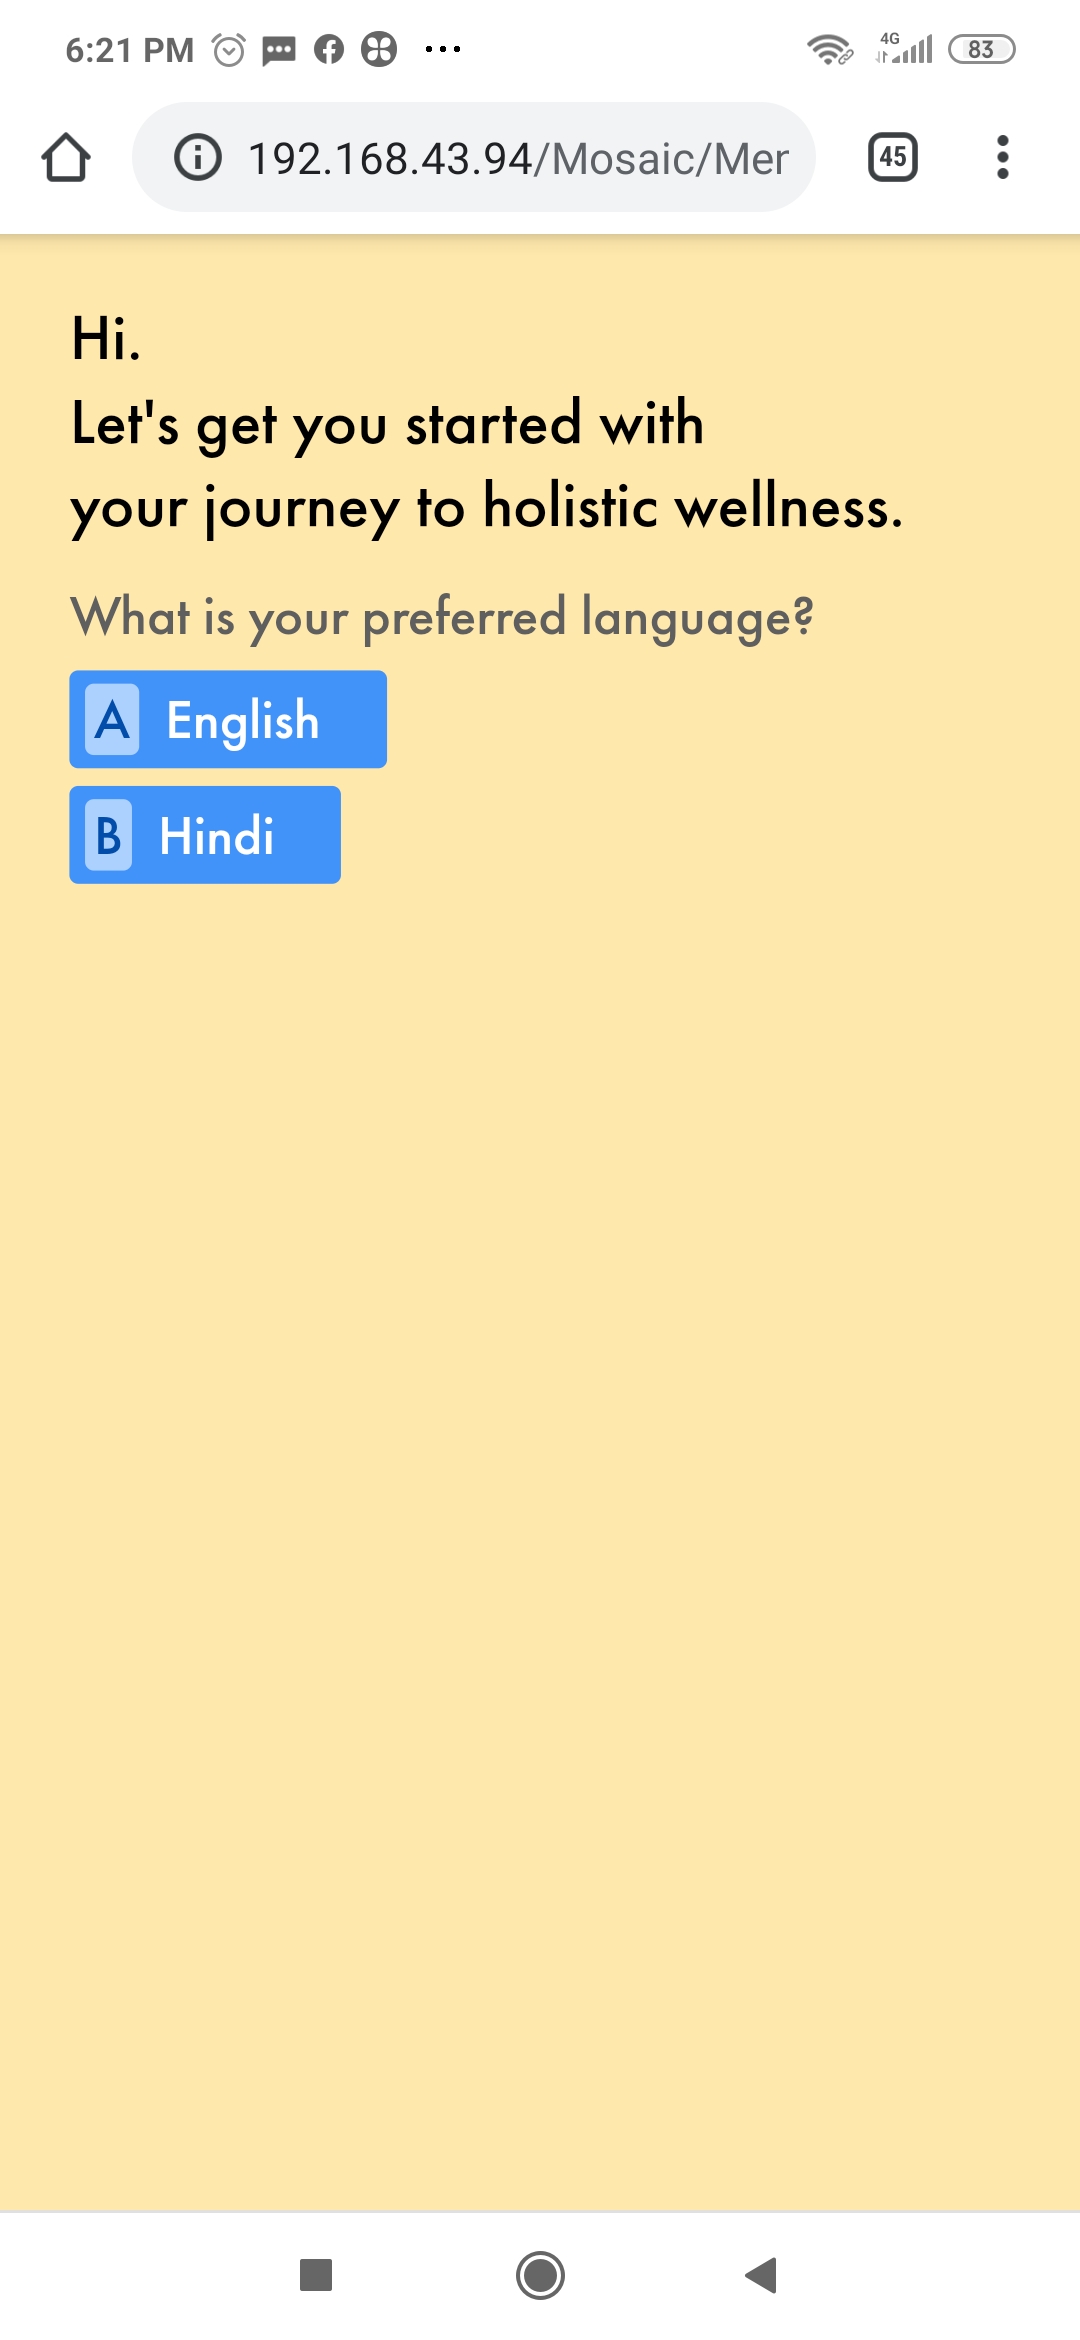 6:21 PM
4G
83
192.168.43.94/Mosaic/Mer
45
Hi.
Let's get you started with
your journey to holistic wellness.
What is your preferred language?
A English
B Hindi